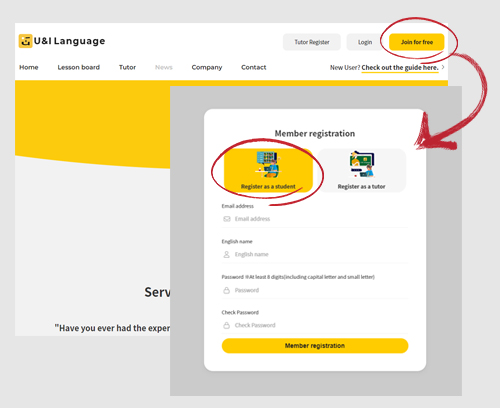 U&I Language
Tutor Register
Login
Join for free
Home
Lesson board
Tutor
News
Company
Contact
New User? Check out the guide here.
Member registration
Register as a student
Register as a tutor
Email address
Email address
English name
English name
Password ※At least 8 digits(including capital letter and small letter)
Password
Check Password
Check Password
Member registration
Serv
"Have you ever had the exper